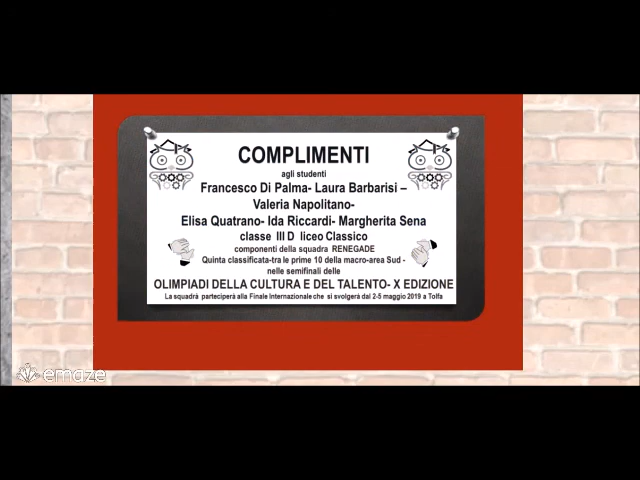 COMPLIMENTI
agli studenti
Francesco Di Palma- Laura Barbarisi –
Valeria Napolitano-
Elisa Quatrano- Ida Riccardi- Margherita Sena
classe III D liceo Classico
componenti della squadra RENEGADE
Quinta classificata-tra le prime 10 della macro-area Sud -
nelle semifinali delle
OLIMPIADI DELLA CULTURA E DEL TALENTO- X EDIZIONE
La squadra parteciperà alla Finale Internazionale che si svolgerà dal 2-5 maggio 2019 a Tolfa
emaze